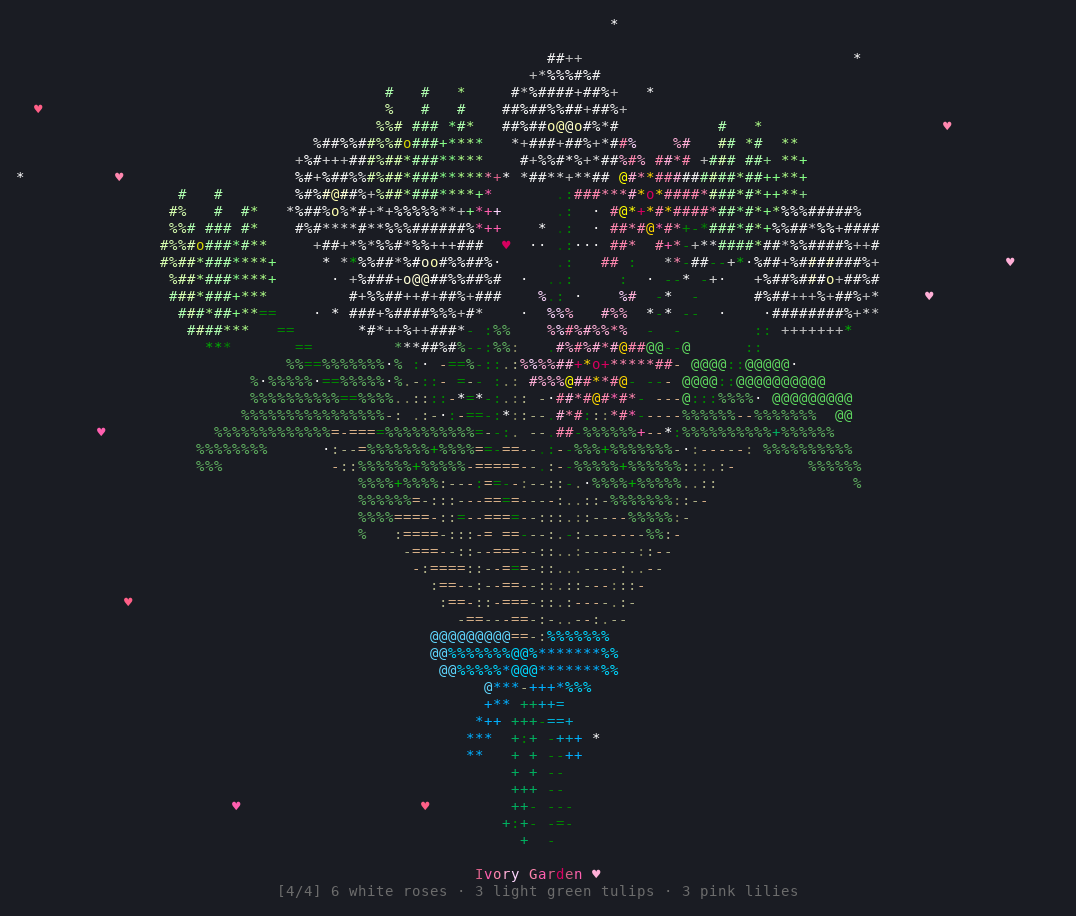 Ivory Garden ♥
[4/4] 6 white roses · 3 light green tulips · 3 pink lilies